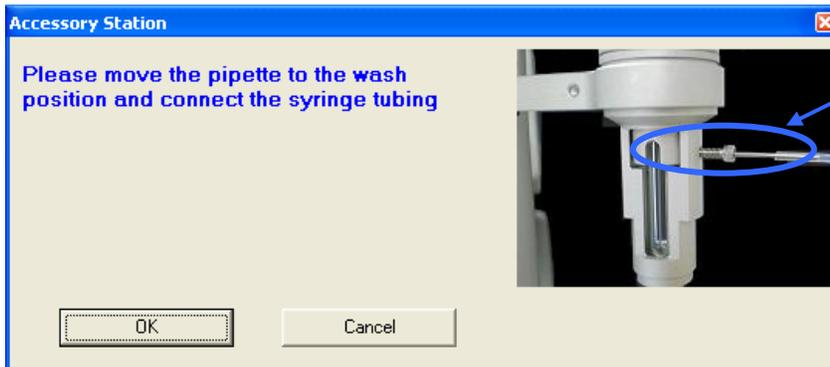 Accessory Station
Please move the pipette to the wash
position and connect the syringe tubing
OK
Cancel